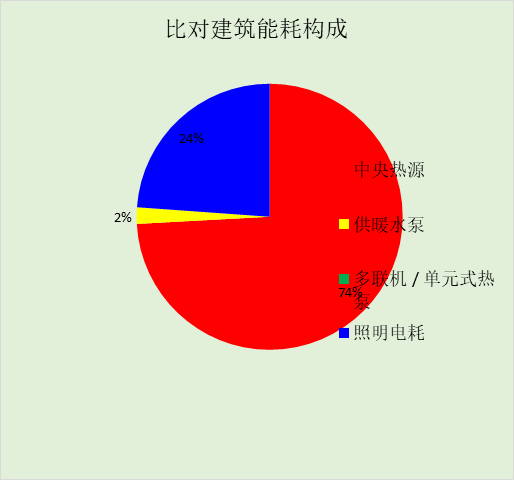 比对建筑能耗构成
24%
中央热源
2%
供暖水泵
多联机 / 单元式热
74%
泵
照明电耗